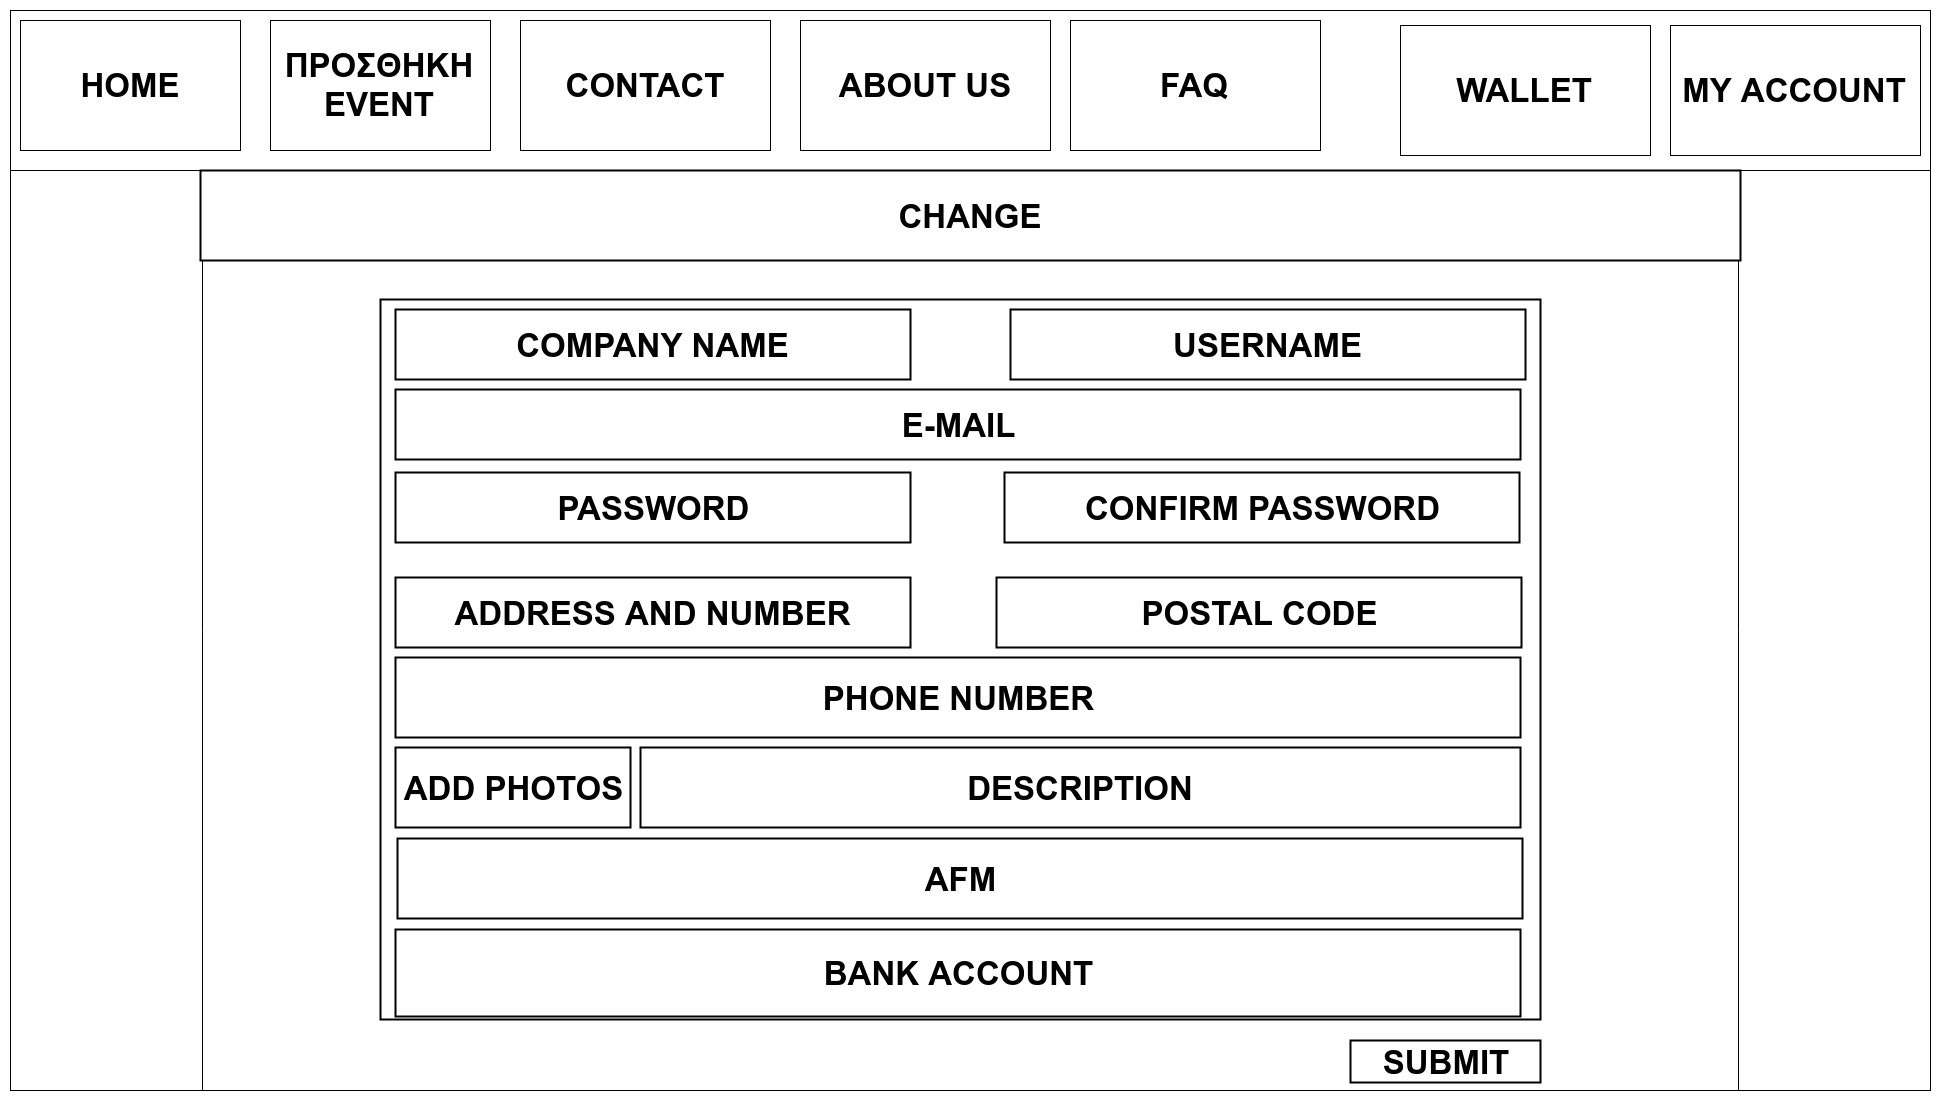 HOME
ΠΡΟΣΘΗΚΗ
EVENT
CONTACT
ABOUT US
FAQ
WALLET
MY ACCOUNT
CHANGE
COMPANY NAME
USERNAME
E-MAIL
PASSWORD
CONFIRM PASSWORD
ADDRESS AND NUMBER
POSTAL CODE
PHONE NUMBER
ADD PHOTOS
DESCRIPTION
AFM
BANK ACCOUNT
SUBMIT